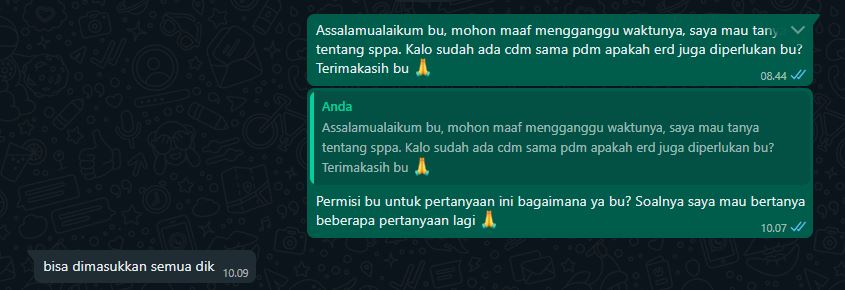 Assalamualaikum bu, mohon maaf mengganggu waktunya, saya mau tanya
tentang sppa. Kalo sudah ada cdm sama pdm apakah erd juga diperlukan bu?
Terimakasih bu 🙏
08.44
Anda
Assalamualaikum bu, mohon maaf mengganggu waktunya, saya mau tanya
tentang sppa. Kalo sudah ada cdm sama pdm apakah erd juga diperlukan bu?
Terimakasih bu 🙏
Permisi bu untuk pertanyaan ini bagaimana ya bu? Soalnya saya mau bertanya
beberapa pertanyaan lagi 🙏
10.07
bisa dimasukkan semua dik 10.09